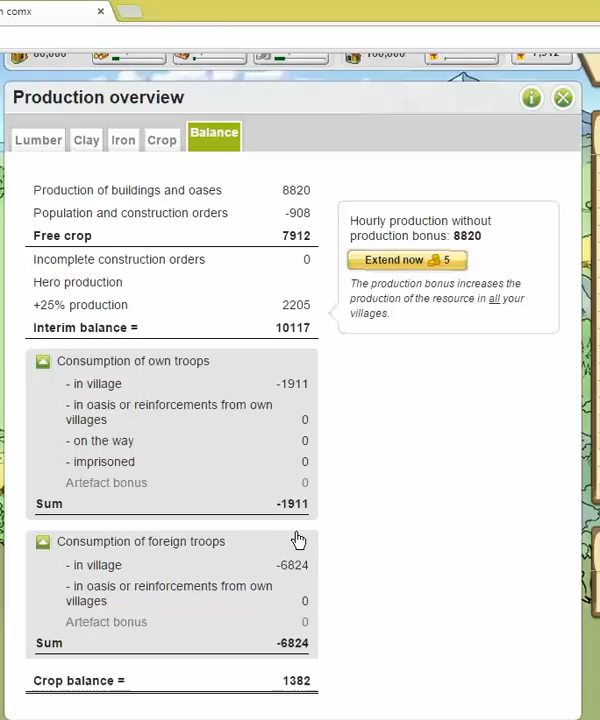 n comx
Production overview
Lumber
Clay
Iron
Crop
Balance
Production of buildings and oases 8820
Population and construction orders -908
Free crop 7912
Incomplete construction orders 0
Hero production
+25% production 2205
Interim balance = 10117
Hourly production without
production bonus: 8820
Extend now 5
The production bonus increases the
production of the resource in all your
villages.
Consumption of own troops
- in village -1911
- in oasis or reinforcements from own
villages 0
- on the way 0
- imprisoned 0
Artefact bonus 0
Sum -1911
Consumption of foreign troops
- in village -6824
- in oasis or reinforcements from own
villages 0
Artefact bonus 0
Sum -6824
Crop balance = 1382